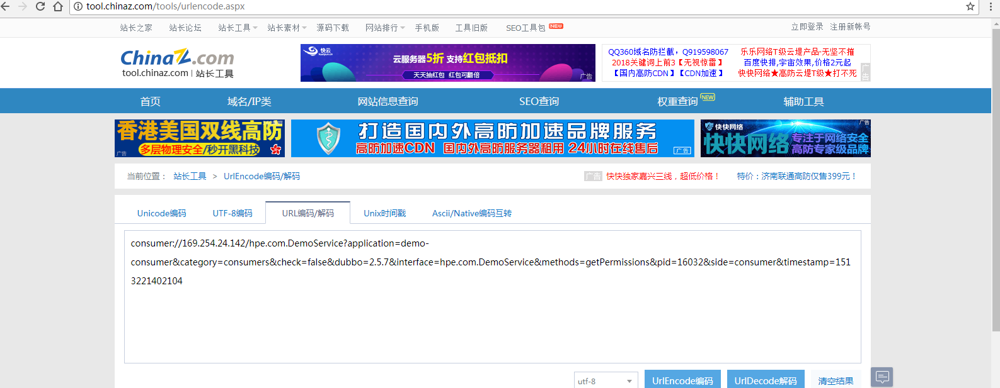 tool.chinaz.com/tools/urlencode.aspx
站长之家 站长论坛 站长工具 站长素材 源码下载 网站排行 手机版 工具旧版 SEO工具包 NEW 立即登录 注册新帐号
ChinaZ.com
tool.chinaz.com | 站长工具
快云
云服务器5折 支持红包抵扣
天天抽红包 红包可翻倍
广告
QQ360域名防拦截，Q919598067 乐乐网络T级云堤产品-无坚不摧
2018关键词上前3【无视惊雷】 百度快排,宇宙效果,价格2元起
【国内高防CDN】【CDN加速】 快快网络★高防云堤T级★打不死
广告
首页 域名/IP类 网站信息查询 SEO查询 权重查询 NEW 辅助工具
香港美国双线高防
多层物理安全/秒开黑科技
广告
打造国内外高防加速品牌服务
高防加速CDN 国内外高防服务器租用 24小时在线售后
广告
快快网络
快快网络 专注于网络安全
高防专家级品牌
广告
当前位置： 站长工具 > UrlEncode编码/解码 广告 快快独家嘉兴三线，超低价格！ 特价：济南联通高防仅售399元！
Unicode编码 UTF-8编码 URL编码/解码 Unix时间戳 Ascii/Native编码互转
consumer://169.254.24.142/hpe.com.DemoService?application=demo-
consumer&category=consumers&check=false&dubbo=2.5.7&interface=hpe.com.DemoService&methods=getPermissions&pid=16032&side=consumer&timestamp=151
3221402104
utf-8 UrlEncode编码 UrlDecode解码 清空结果